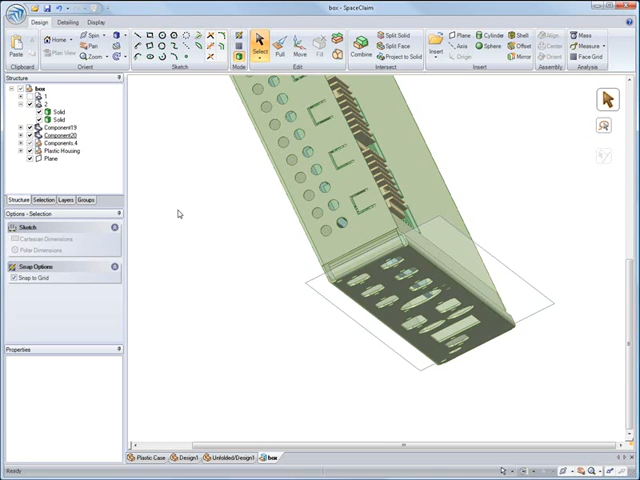 box - SpaceClaim
Design Detailing Display
Paste
Home
Plan View
Spin
Pan
Zoom
Select
Pull
Move
Fill
Combine
Split Solid
Split Face
Project to Solid
Insert
Plane
Axis
Origin
Cylinder
Sphere
Shell
Offset
Mirror
Align
Center
Orient
Mass
Measure
Face Grid
Clipboard Orient Sketch Mode Edit Intersect Insert Assembly Analysis
Structure
box
1
2
Solid
Solid
Component19
Component20
Components 4
Plastic Housing
Plane
Structure Selection Layers Groups
Options - Selection
Sketch
Cartesian Dimensions
Polar Dimensions
Snap Options
Snap to Grid
Properties
Plastic Case Design1 Unfolded/Design1 box
Ready